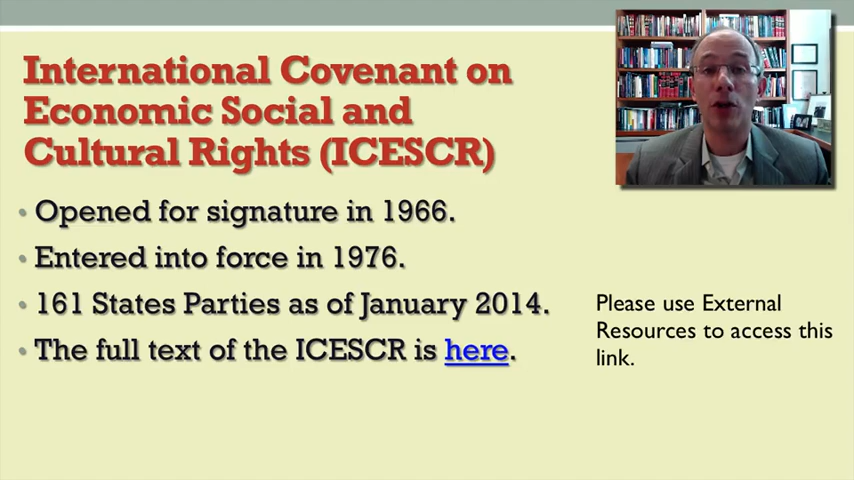 International Covenant on
Economic Social and
Cultural Rights (ICESCR)
• Opened for signature in 1966.
• Entered into force in 1976.
• 161 States Parties as of January 2014.
• The full text of the ICESCR is here.
Please use External
Resources to access this
link.